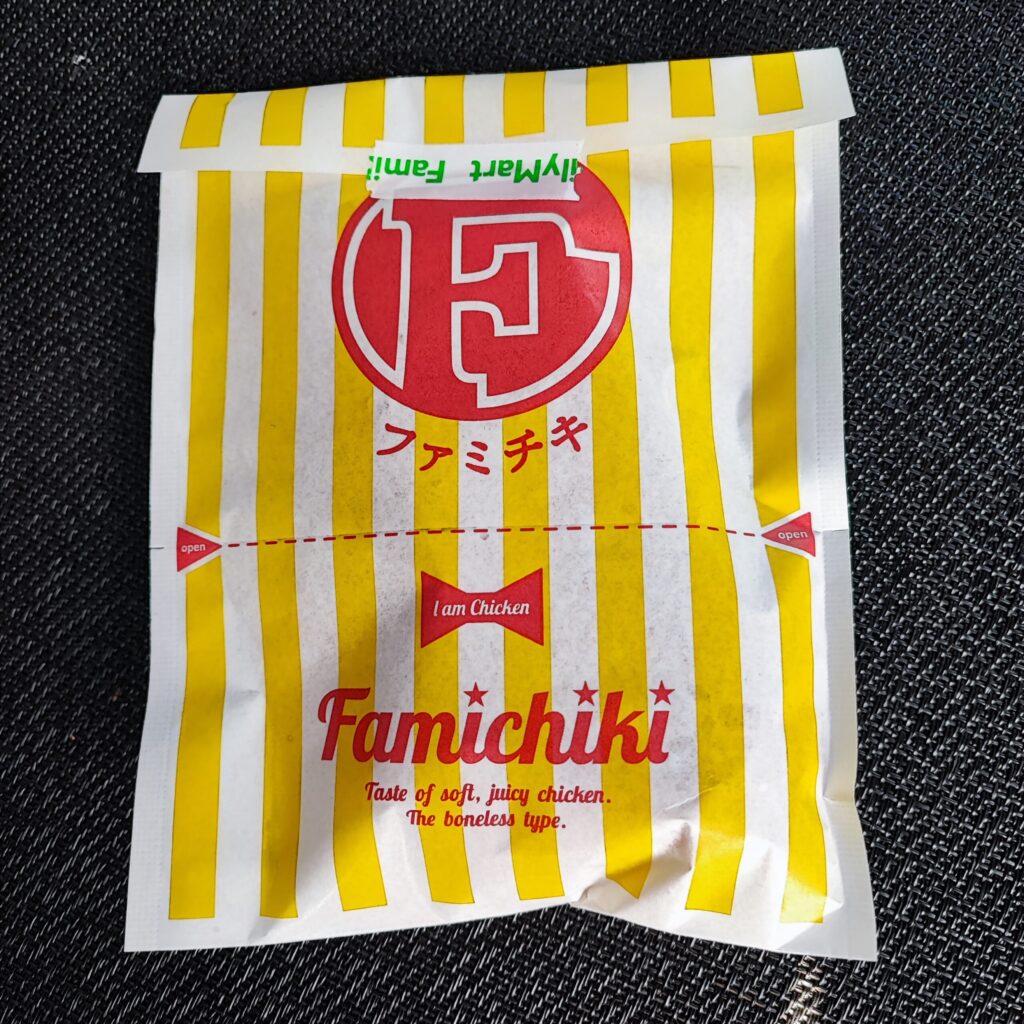 ilyMart Fami
F
ファミチキ
open
open
I am Chicken
Famichiki
Taste of soft, juicy chicken.
The boneless type.